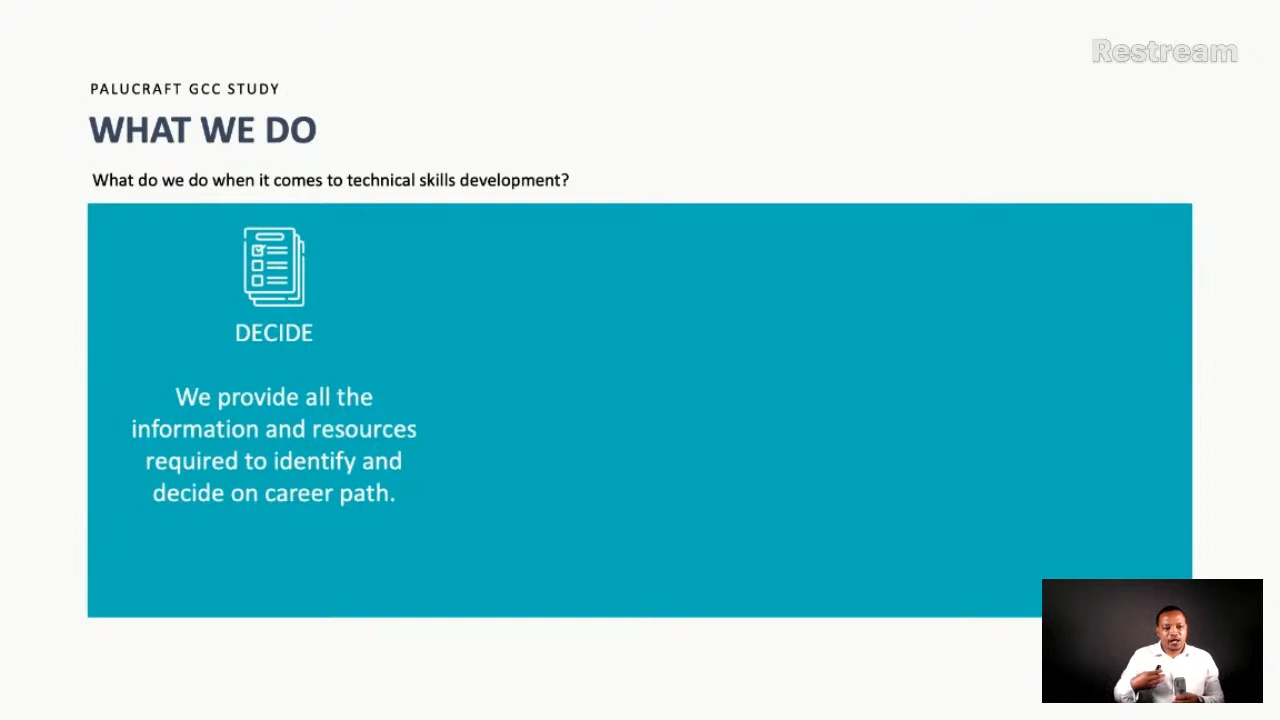 Restream
PALUCRAFT GCC STUDY
WHAT WE DO
What do we do when it comes to technical skills development?
DECIDE
We provide all the
information and resources
required to identify and
decide on career path.